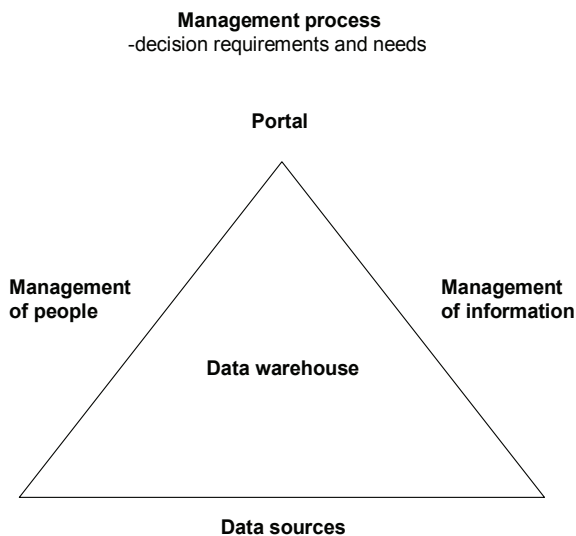 Management process
-decision requirements and needs
Portal
Management
of people
Management
of information
Data warehouse
Data sources